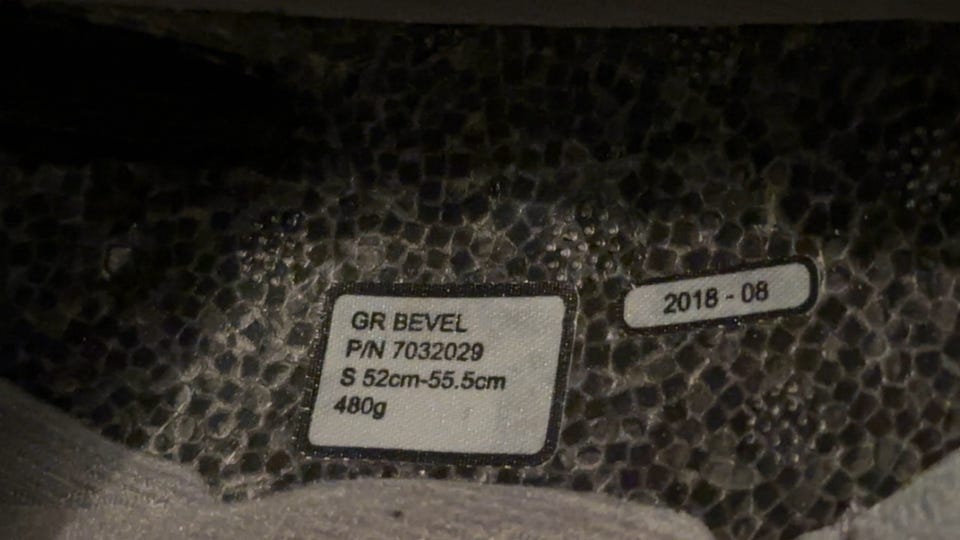 GR BEVEL
P/N 7032029
S 52cm-55.5cm
480g
2018 - 08